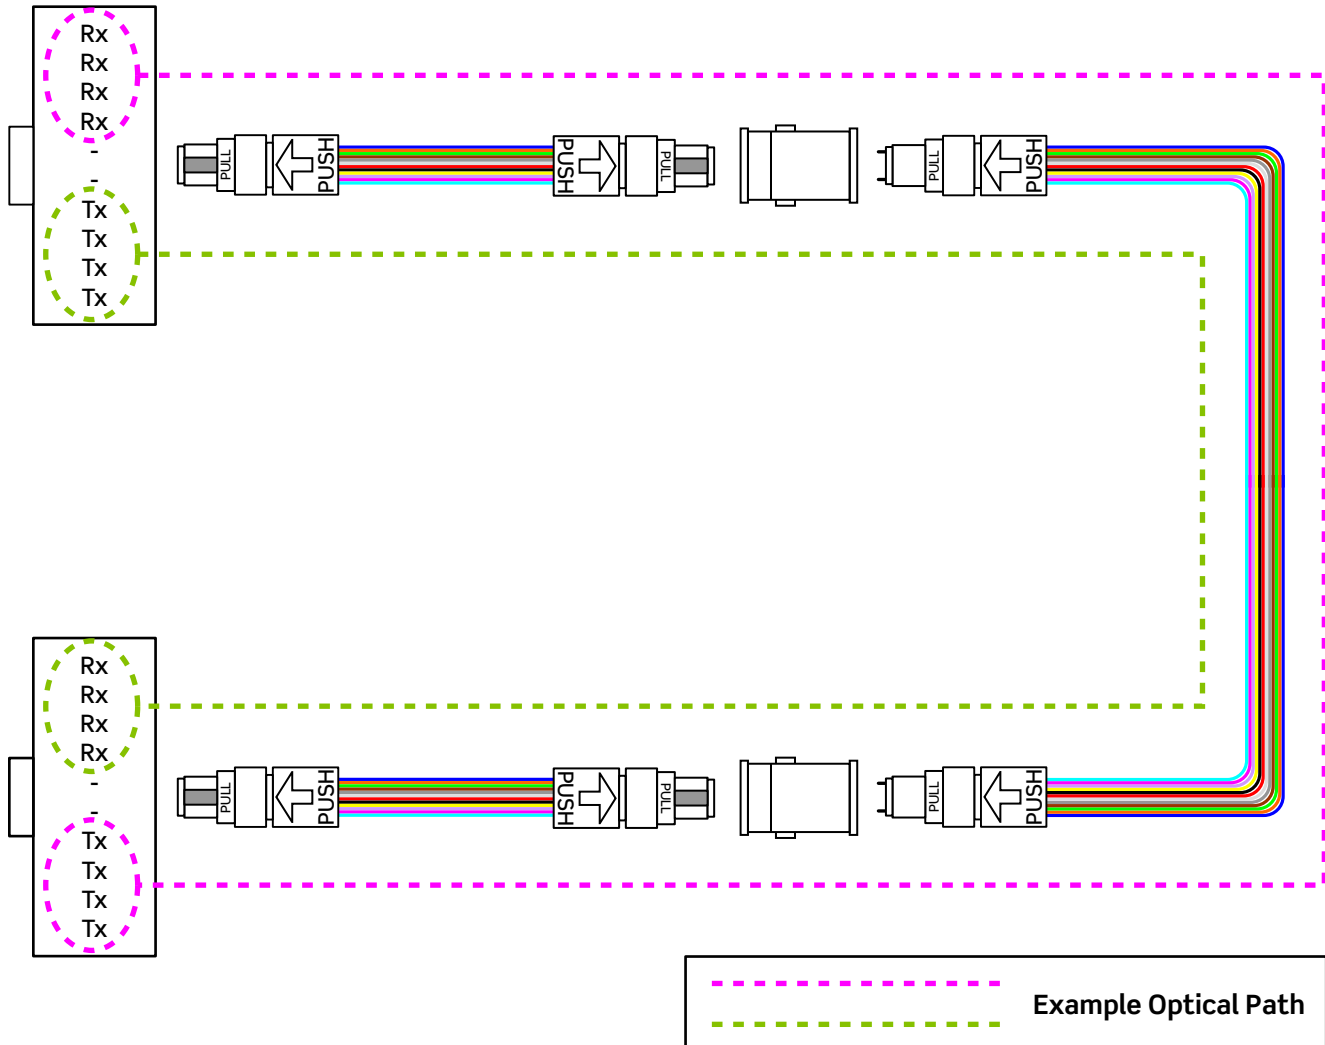 Rx
Rx
Rx
Rx
-
-
Tx
Tx
Tx
Tx
PULL
PUSH
PUSH
PULL
PULL
PUSH
Rx
Rx
Rx
Rx
-
-
Tx
Tx
Tx
Tx
PULL
PUSH
PUSH
PULL
PULL
PUSH
Example Optical Path